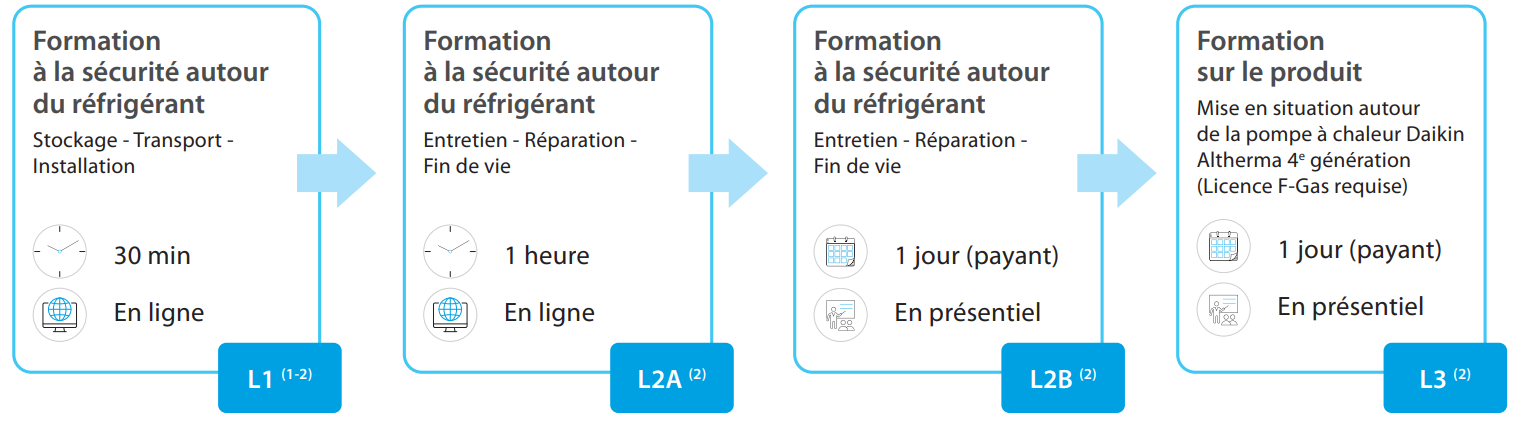 Formation
à la sécurité autour
du réfrigérant
Stockage - Transport -
Installation
30 min
En ligne
L1 (1-2)
Formation
à la sécurité autour
du réfrigérant
Entretien - Réparation -
Fin de vie
1 heure
En ligne
L2A (2)
Formation
à la sécurité autour
du réfrigérant
Entretien - Réparation -
Fin de vie
1 jour (payant)
En présentiel
L2B (2)
Formation
sur le produit
Mise en situation autour
de la pompe à chaleur Daikin
Altherma 4e génération
(Licence F-Gas requise)
1 jour (payant)
En présentiel
L3 (2)